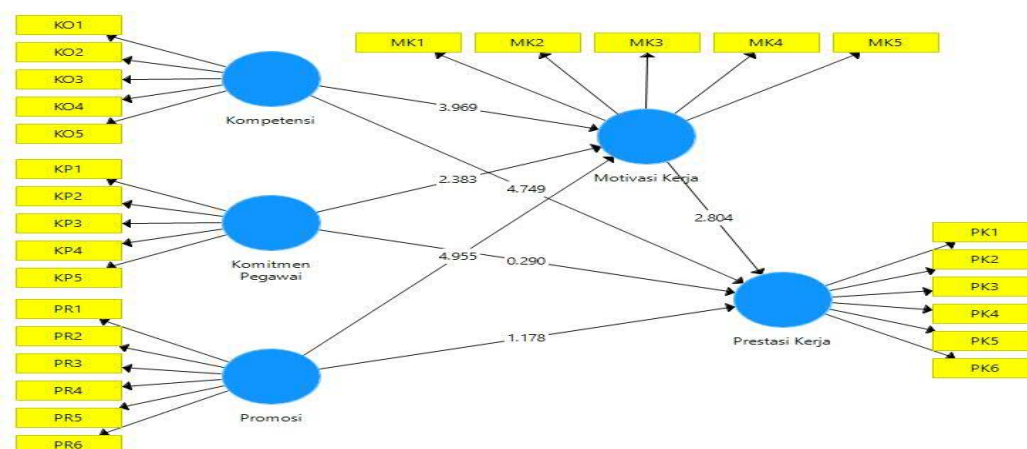 KO1
KO2
KO3
KO4
KO5
Kompetensi
MK1
MK2
MK3
MK4
MK5
Motivasi Kerja
3.969
2.383
4.749
2.804
KP1
KP2
KP3
KP4
KP5
Komitmen
Pegawai
4.955
0.290
1.178
PR1
PR2
PR3
PR4
PR5
PR6
Promosi
Prestasi Kerja
PK1
PK2
PK3
PK4
PK5
PK6